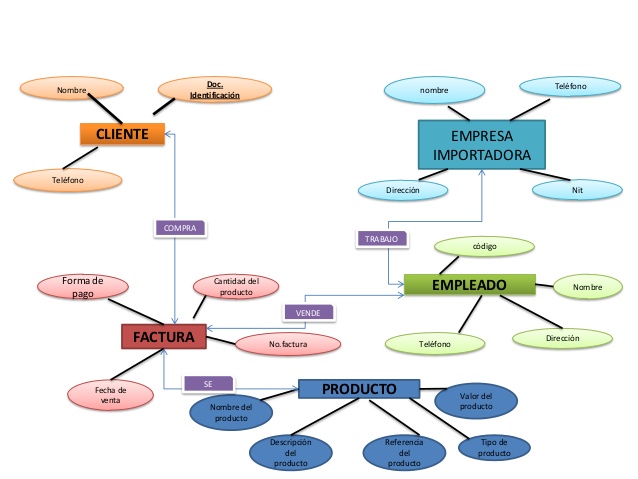 Nombre
Doc.
Identificación
CLIENTE
Teléfono
nombre
Teléfono
EMPRESA
IMPORTADORA
Dirección
Nit
COMPRA
TRABAJO
código
EMPLEADO
Nombre
Teléfono
Dirección
Forma de
pago
Cantidad del
producto
VENDE
FACTURA
No.factura
Fecha de
venta
SE
PRODUCTO
Nombre del
producto
Valor del
producto
Descripción
del
producto
Referencia
del
producto
Tipo de
producto